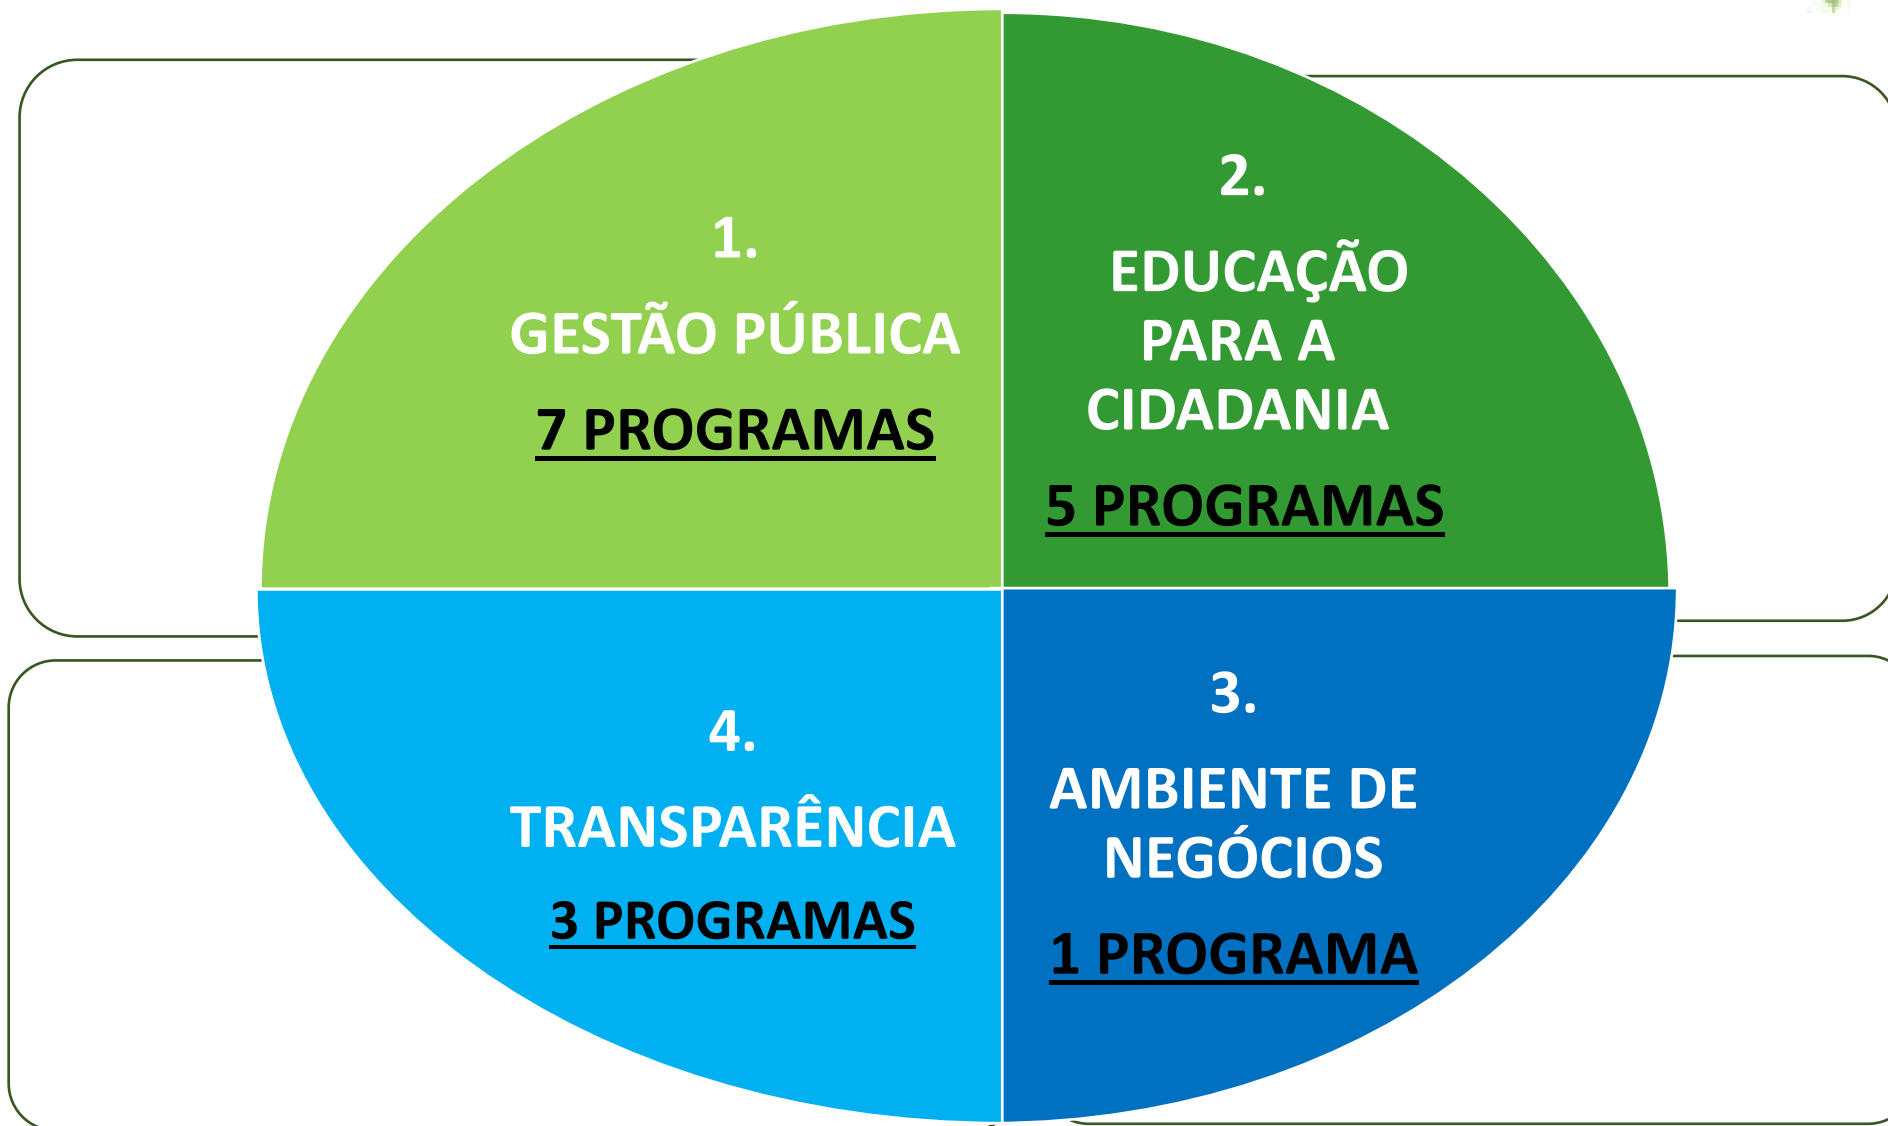 1.
GESTÃO PÚBLICA
7 PROGRAMAS
2.
EDUCAÇÃO
PARA A
CIDADANIA
5 PROGRAMAS
3.
AMBIENTE DE
NEGÓCIOS
1 PROGRAMA
4.
TRANSPARÊNCIA
3 PROGRAMAS